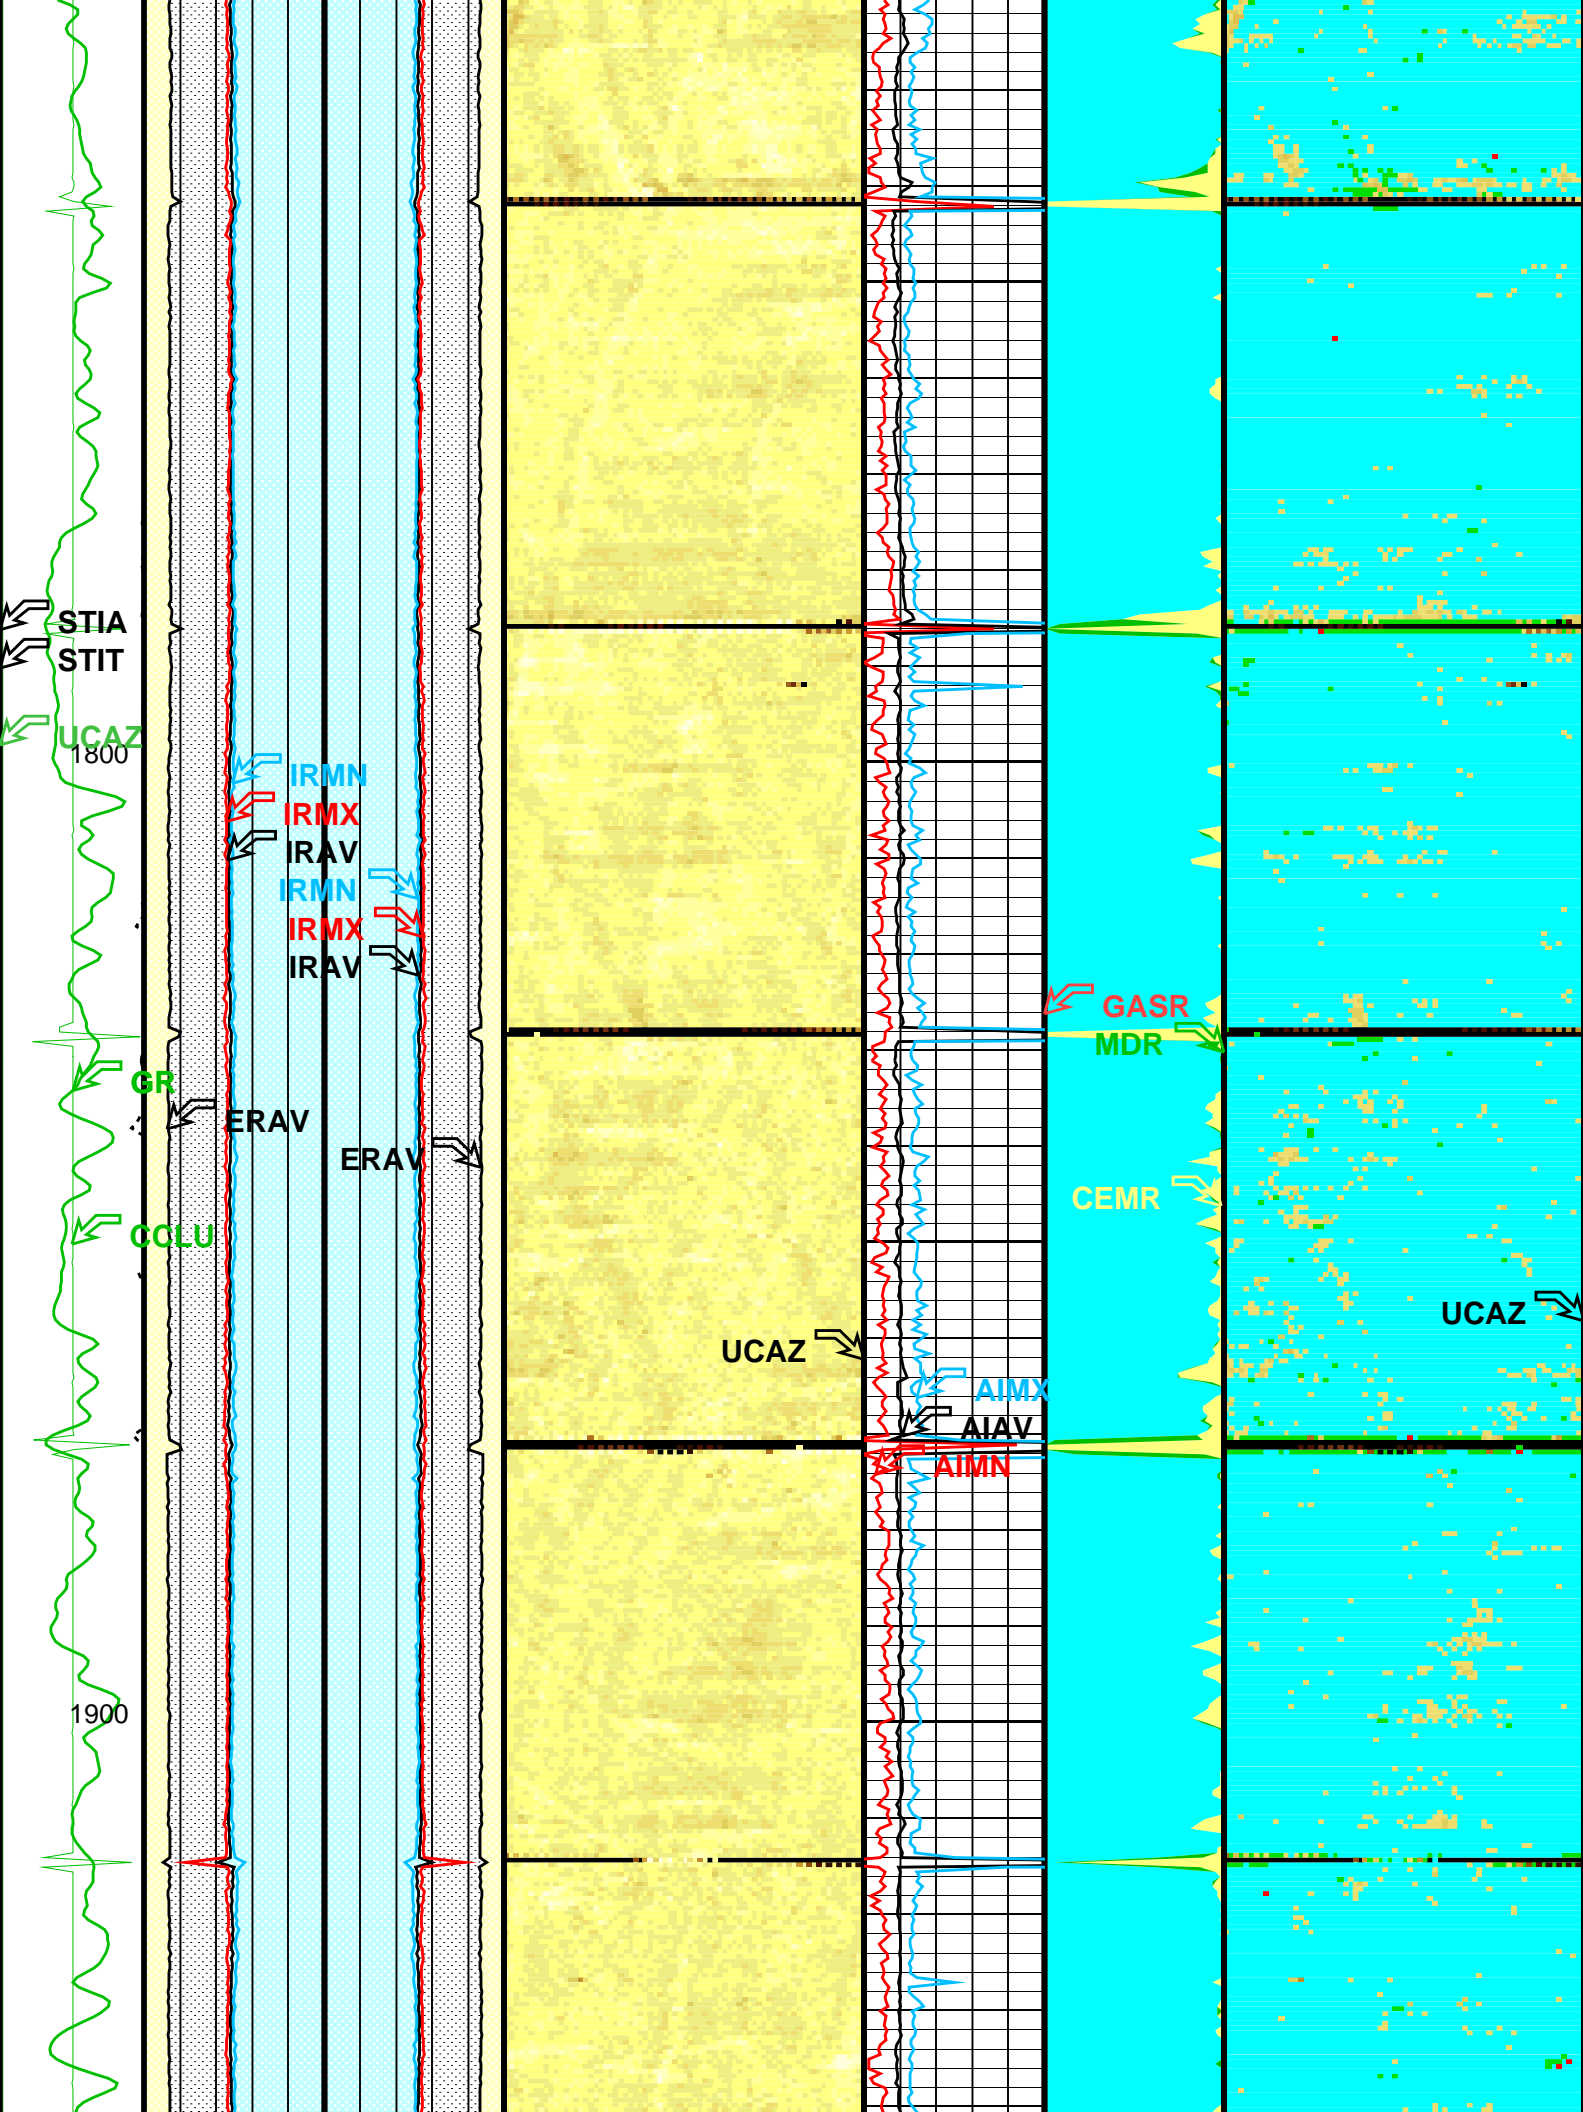 STIA
STIT
UCAZ
1800
IRMN
IRMX
IRAV
IRMN
IRMX
IRAV
GASR
MDR
GR
ERAV
ERAV
CEMR
CCLU
UCAZ
UCAZ
AIMX
AIAV
AIMN
1900